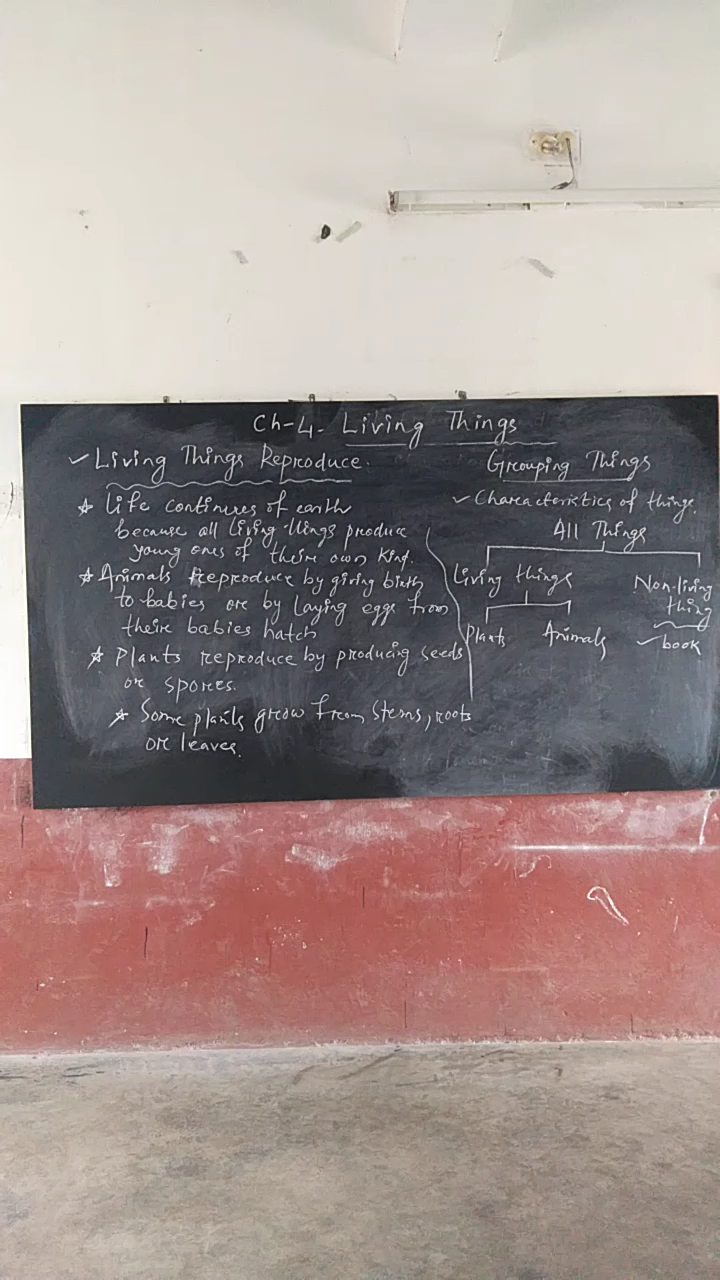 Ch-4. Living Things
✓ Living Things Reproduce.
☆ Life continues of earth
because all living things produce
young ones of their own kind.
☆ Animals Reproduce by giving birth
to babies or by laying eggs from
their babies hatch
☆ Plants reproduce by producing seeds
or spores.
☆ Some plants grow from stems, roots
or leaves.
Grouping Things
✓ Characteristics of things.
All Things
Living things
Non-living
thing
Plants Animals
✓ book